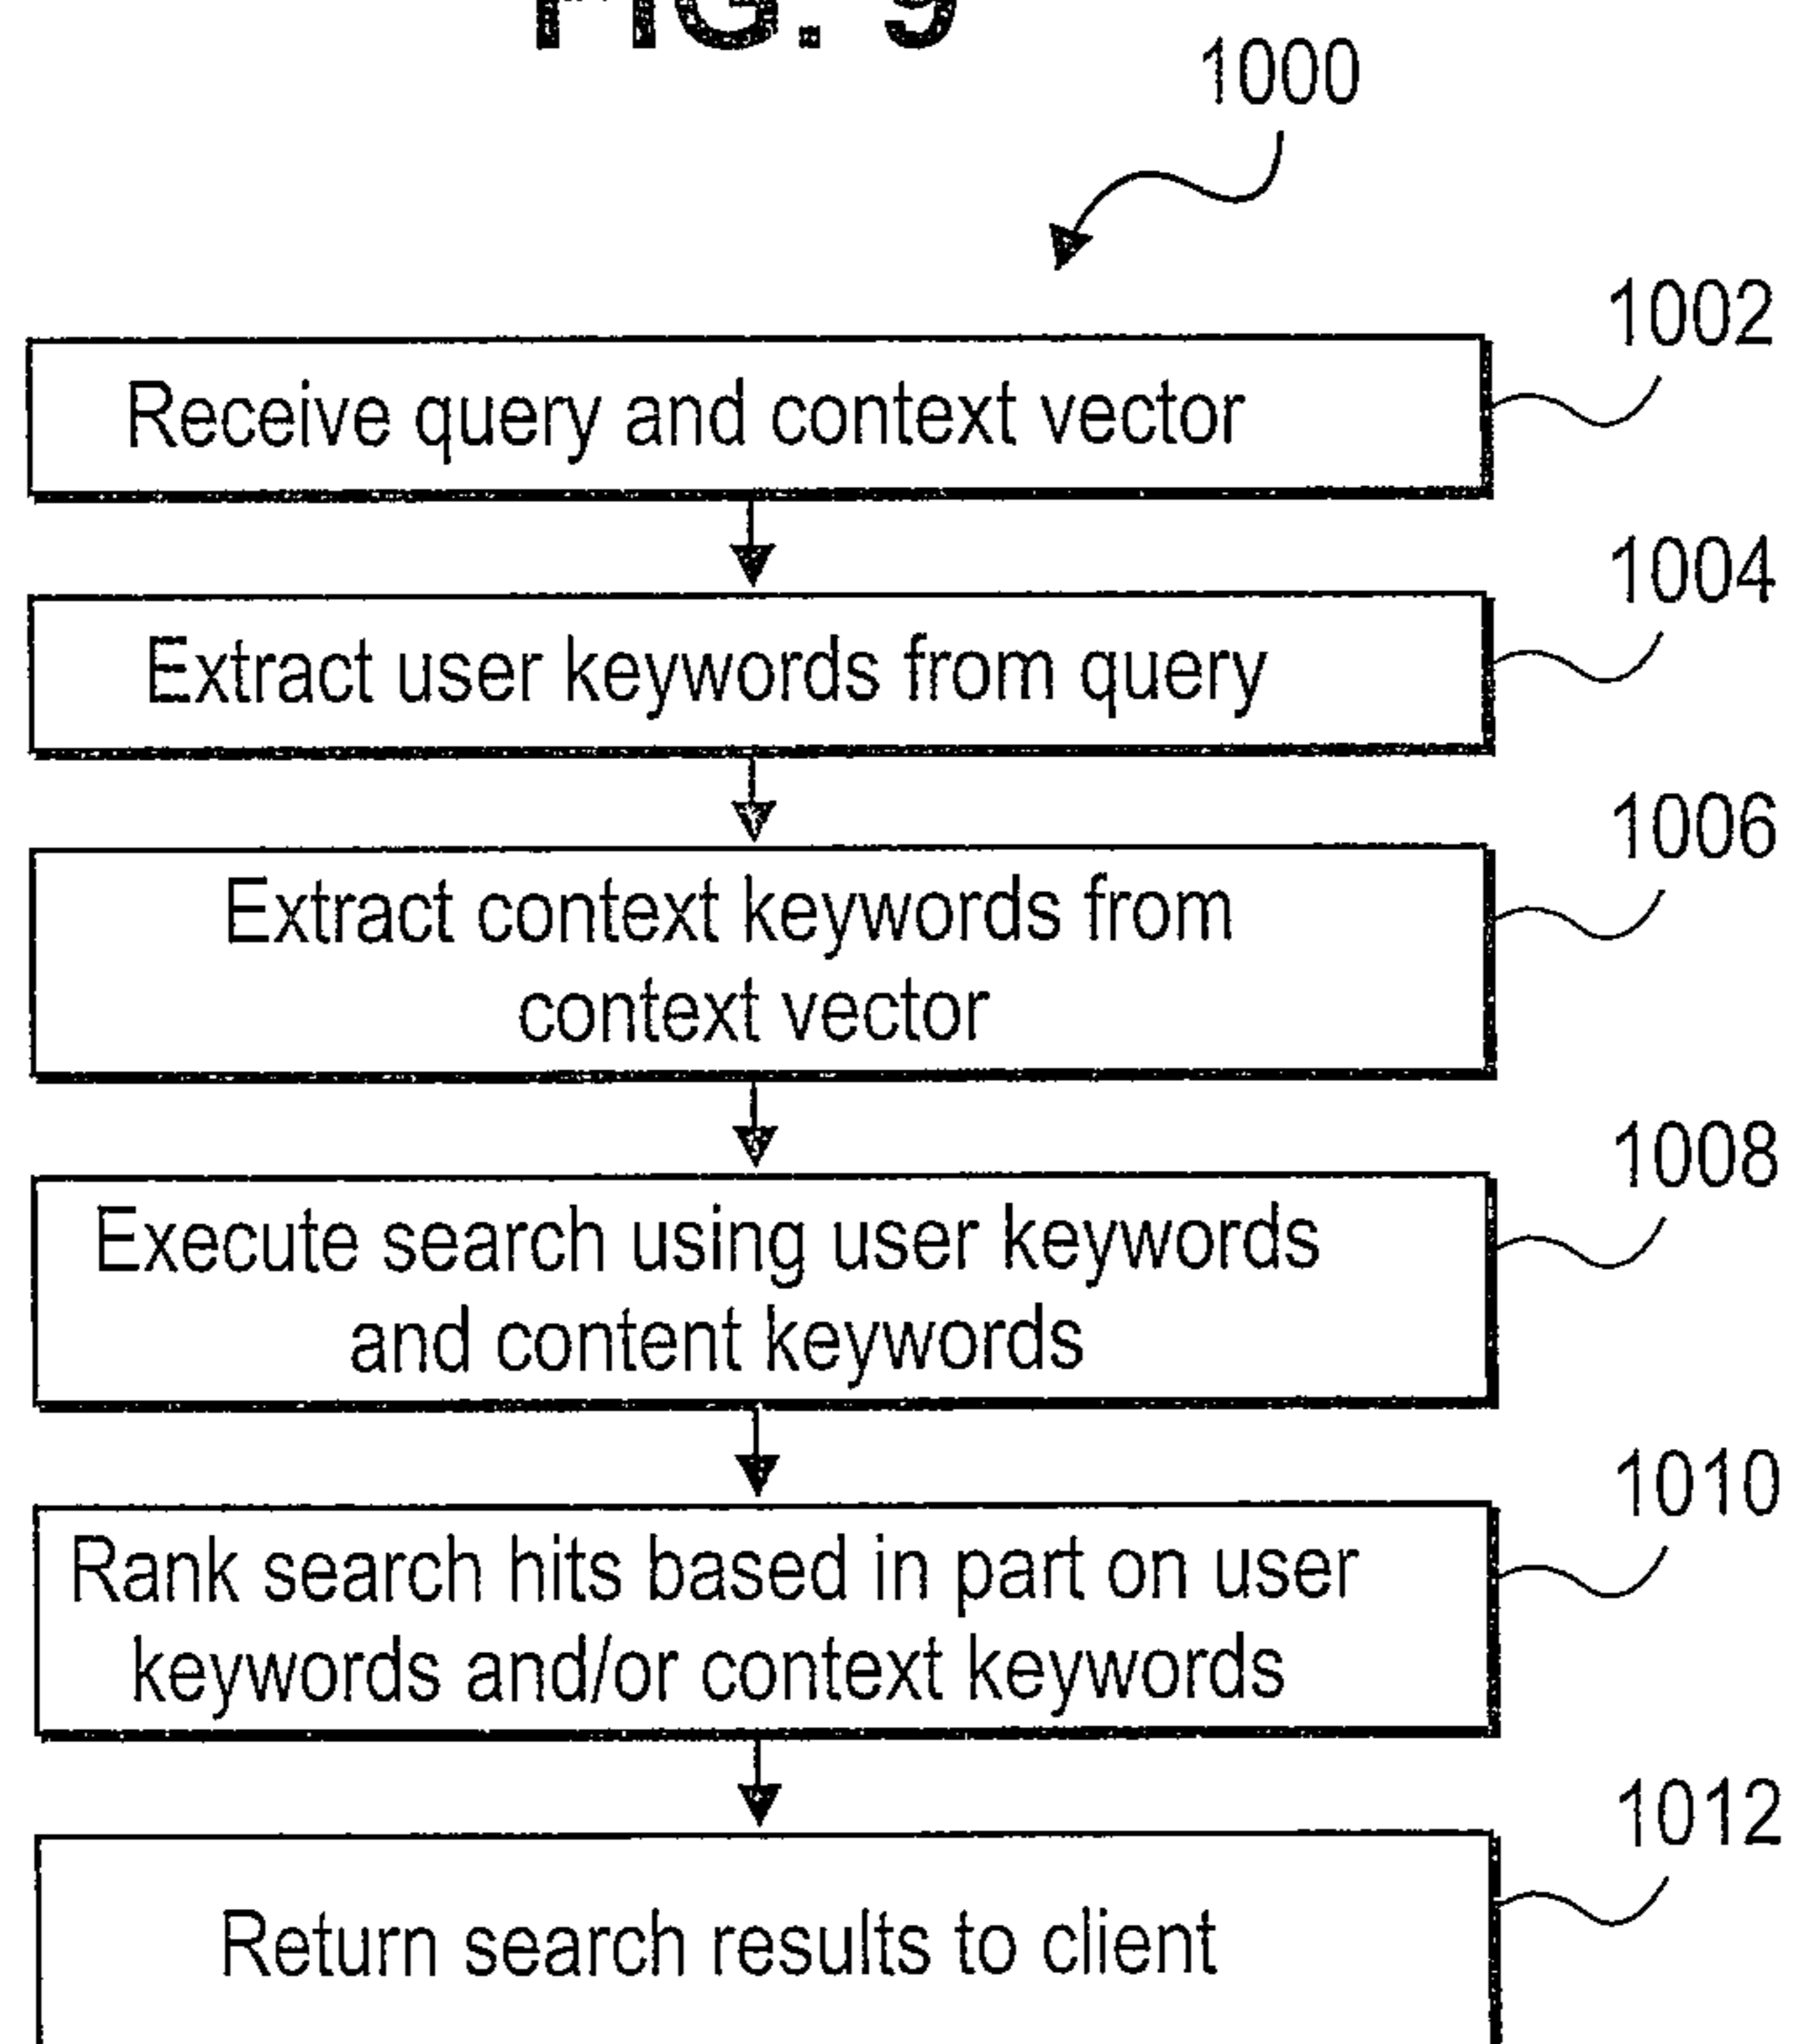 FIG. 9
1000
1002
Receive query and context vector
1004
Extract user keywords from query
1006
Extract context keywords from
context vector
1008
Execute search using user keywords
and content keywords
1010
Rank search hits based in part on user
keywords and/or context keywords
1012
Return search results to client